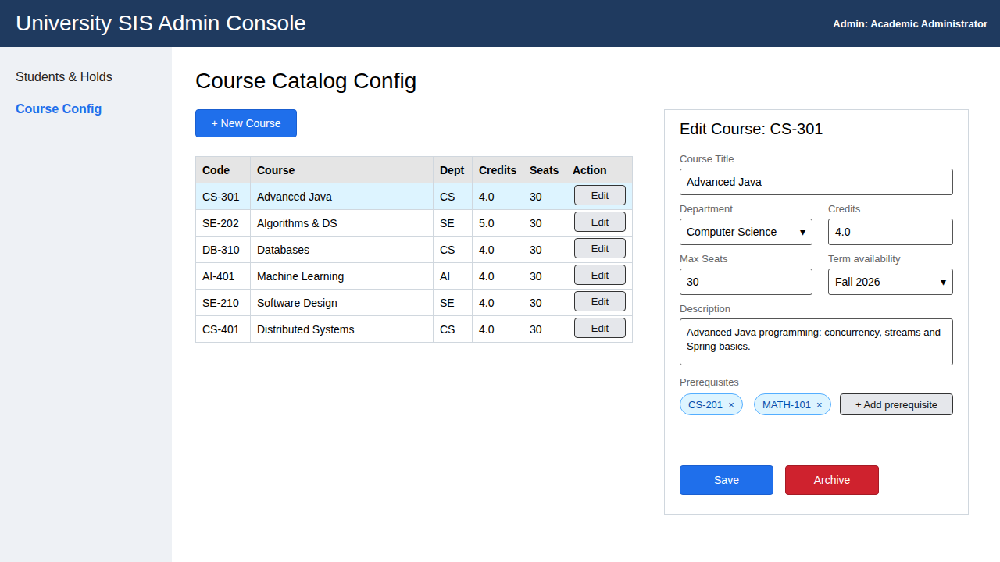 University SIS Admin Console
Admin: Academic Administrator
Students & Holds
Course Config
Course Catalog Config
+ New Course
Code Course Dept Credits Seats Action
CS-301 Advanced Java CS 4.0 30 Edit
SE-202 Algorithms & DS SE 5.0 30 Edit
DB-310 Databases CS 4.0 30 Edit
AI-401 Machine Learning AI 4.0 30 Edit
SE-210 Software Design SE 4.0 30 Edit
CS-401 Distributed Systems CS 4.0 30 Edit
Edit Course: CS-301
Course Title
Advanced Java
Department Credits
Computer Science ▾ 4.0
Max Seats Term availability
30 Fall 2026 ▾
Description
Advanced Java programming: concurrency, streams and
Spring basics.
Prerequisites
CS-201 × MATH-101 × + Add prerequisite
Save Archive